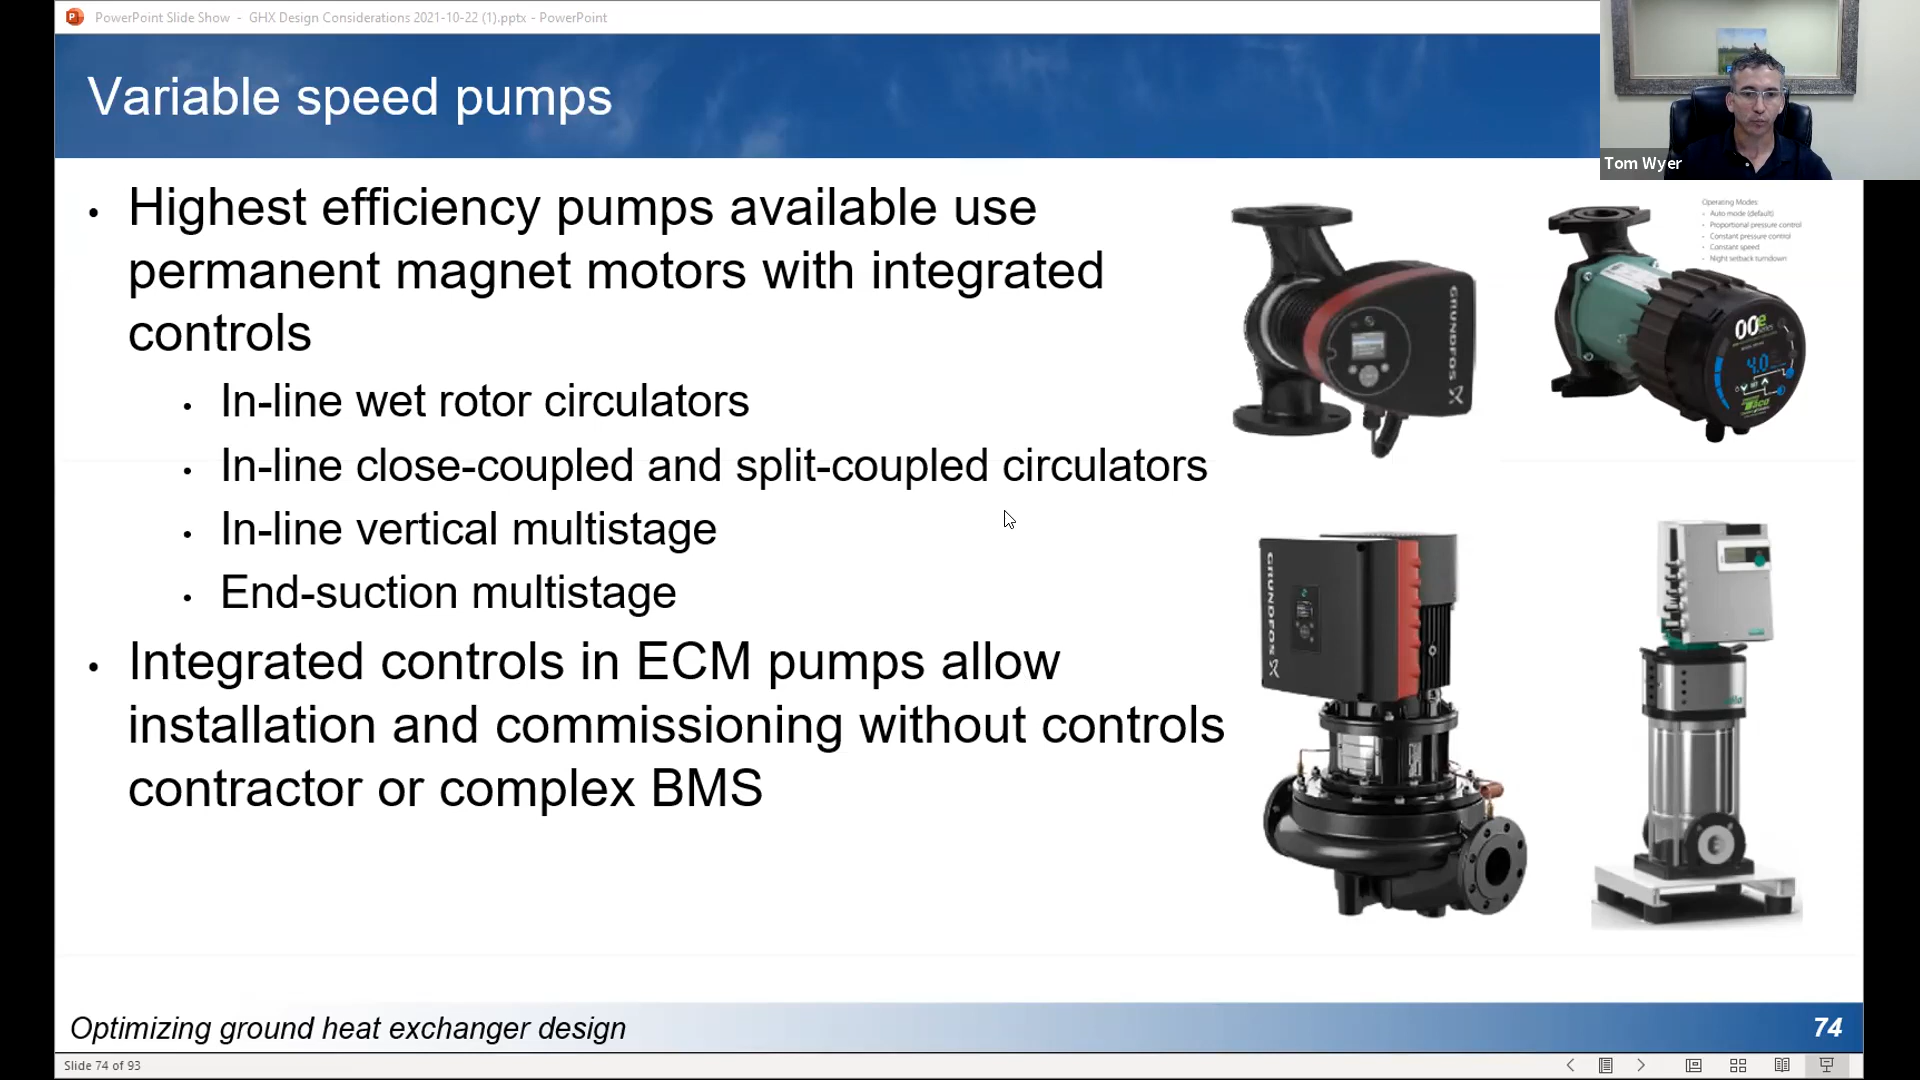 PowerPoint Slide Show - GHX Design Considerations 2021-10-22 (1).pptx - PowerPoint
Variable speed pumps
Tom Wyer
• Highest efficiency pumps available use
permanent magnet motors with integrated
controls
• In-line wet rotor circulators
• In-line close-coupled and split-coupled circulators
• In-line vertical multistage
• End-suction multistage
• Integrated controls in ECM pumps allow
installation and commissioning without controls
contractor or complex BMS
Operating Modes:
• Auto mode (default)
• Proportional pressure control
• Constant pressure control
• Constant speed
• Night setback turndown
GRUNDFOS
00e
4.0
GRUNDFOS
Optimizing ground heat exchanger design
74
Slide 74 of 93